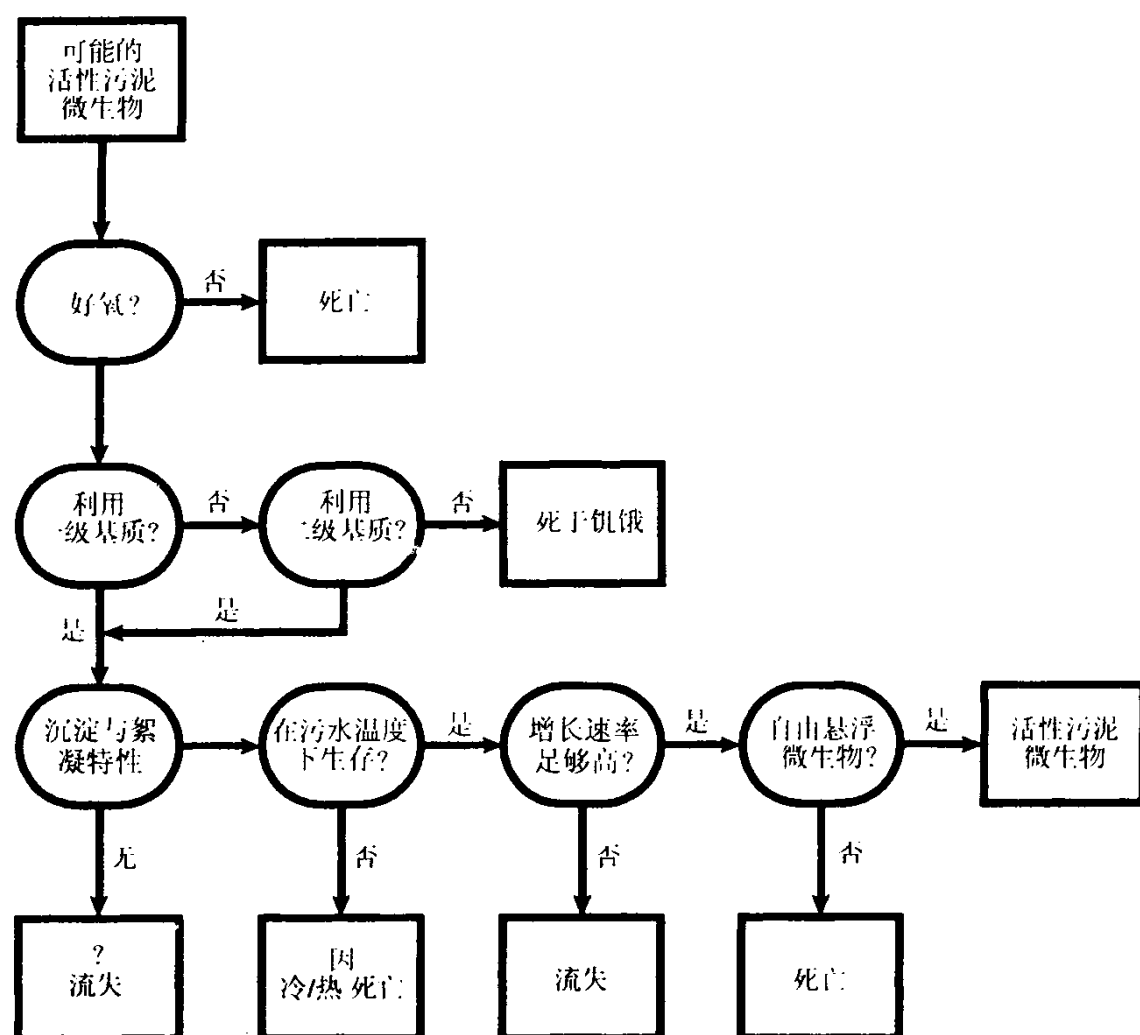 可能的
活性污泥
微生物
好氧?
否
死亡
利用
一级基质?
否
利用
二级基质?
否
死于饥饿
是
是
沉淀与絮
凝特性
在污水温度
下生存?
是
增长速率
足够高?
是
自由悬浮
微生物?
是
活性污泥
微生物
无
否
否
否
?
流失
因
冷/热 死亡
流失
死亡